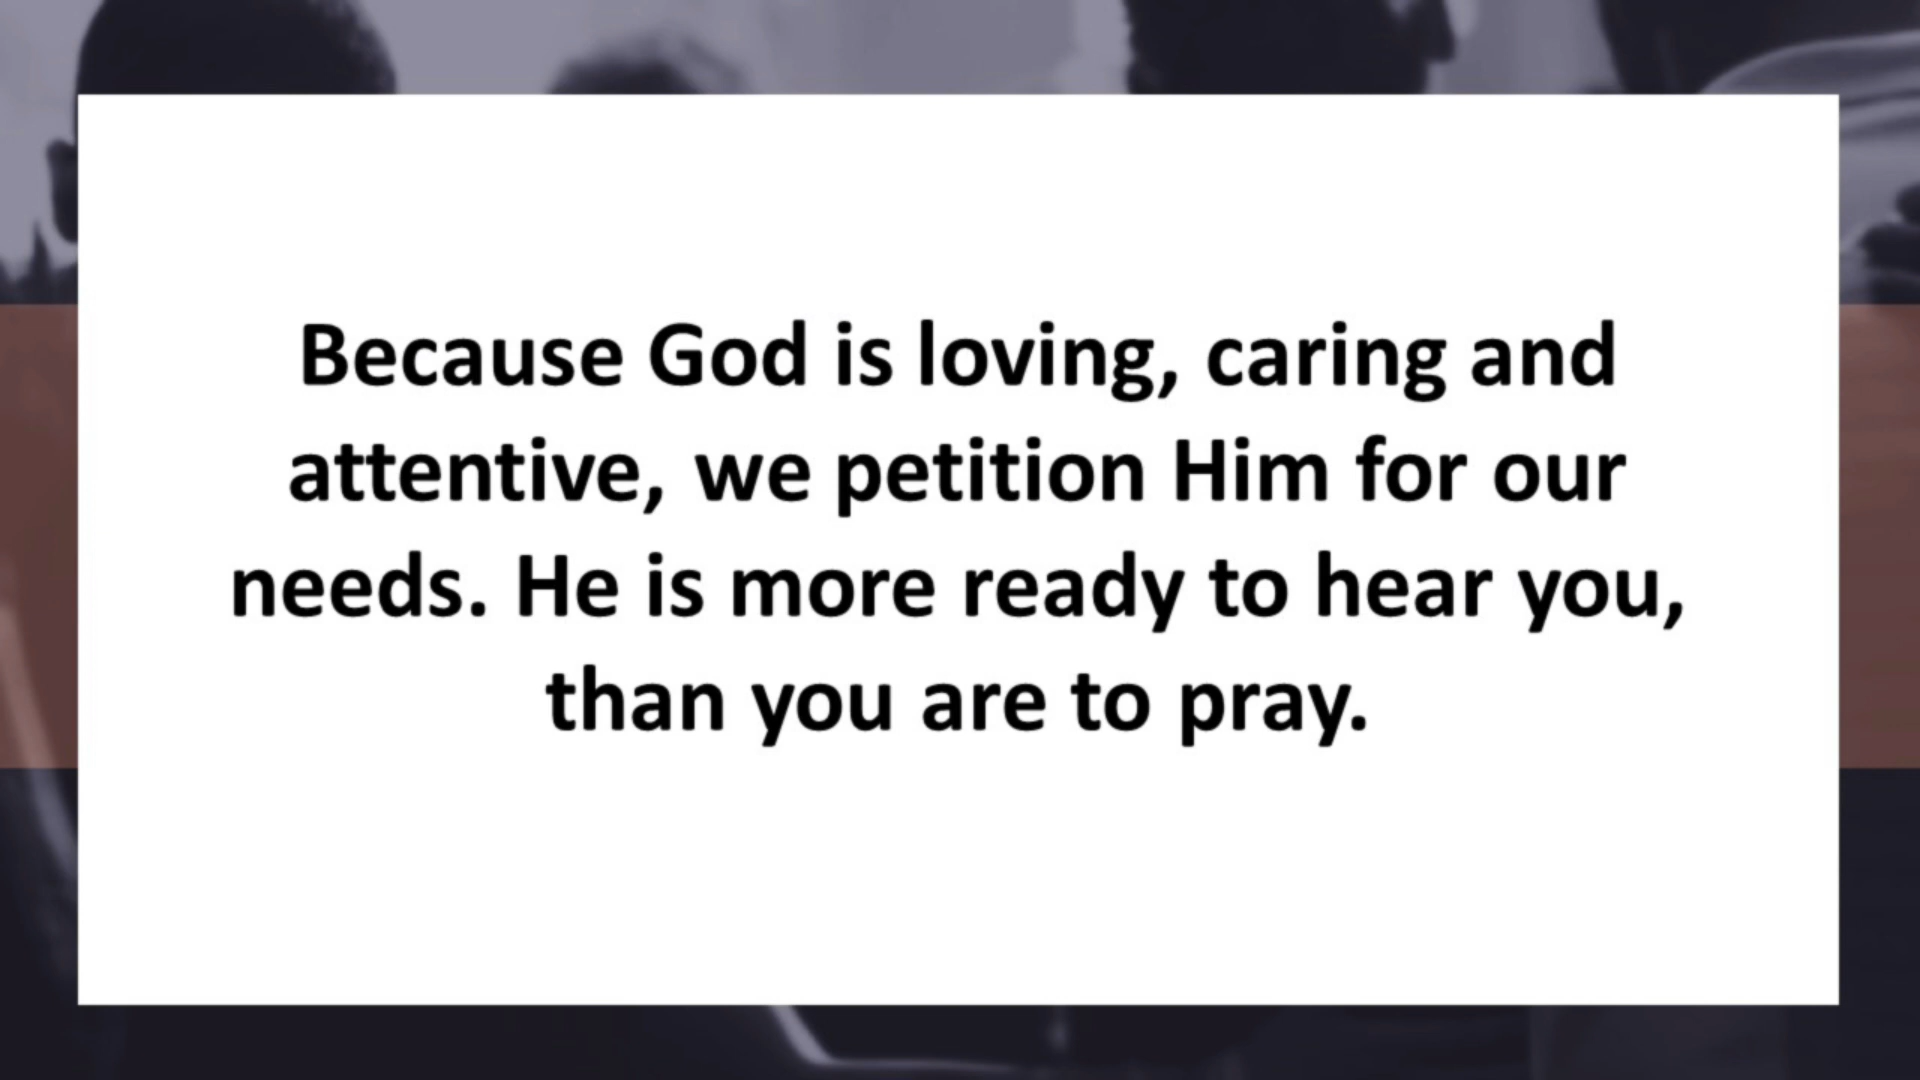 Because God is loving, caring and
attentive, we petition Him for our
needs. He is more ready to hear you,
than you are to pray.